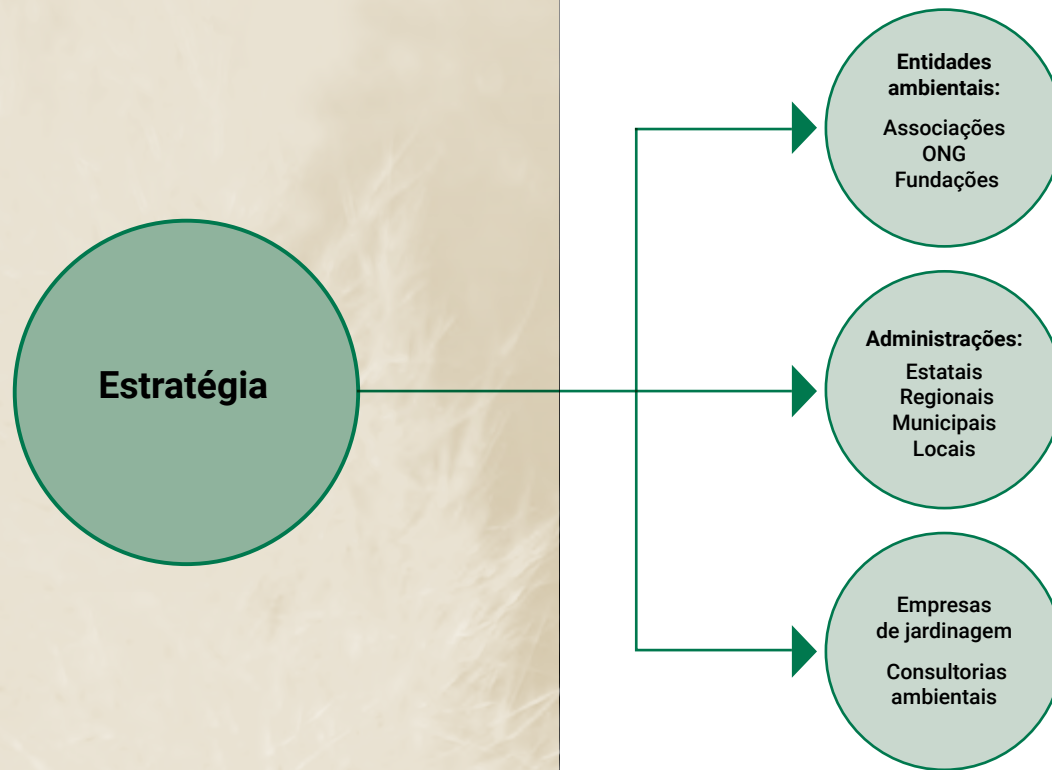 Estratégia
Entidades
ambientais:
Associações
ONG
Fundações
Administrações:
Estatais
Regionais
Municipais
Locais
Empresas
de jardinagem
Consultorias
ambientais